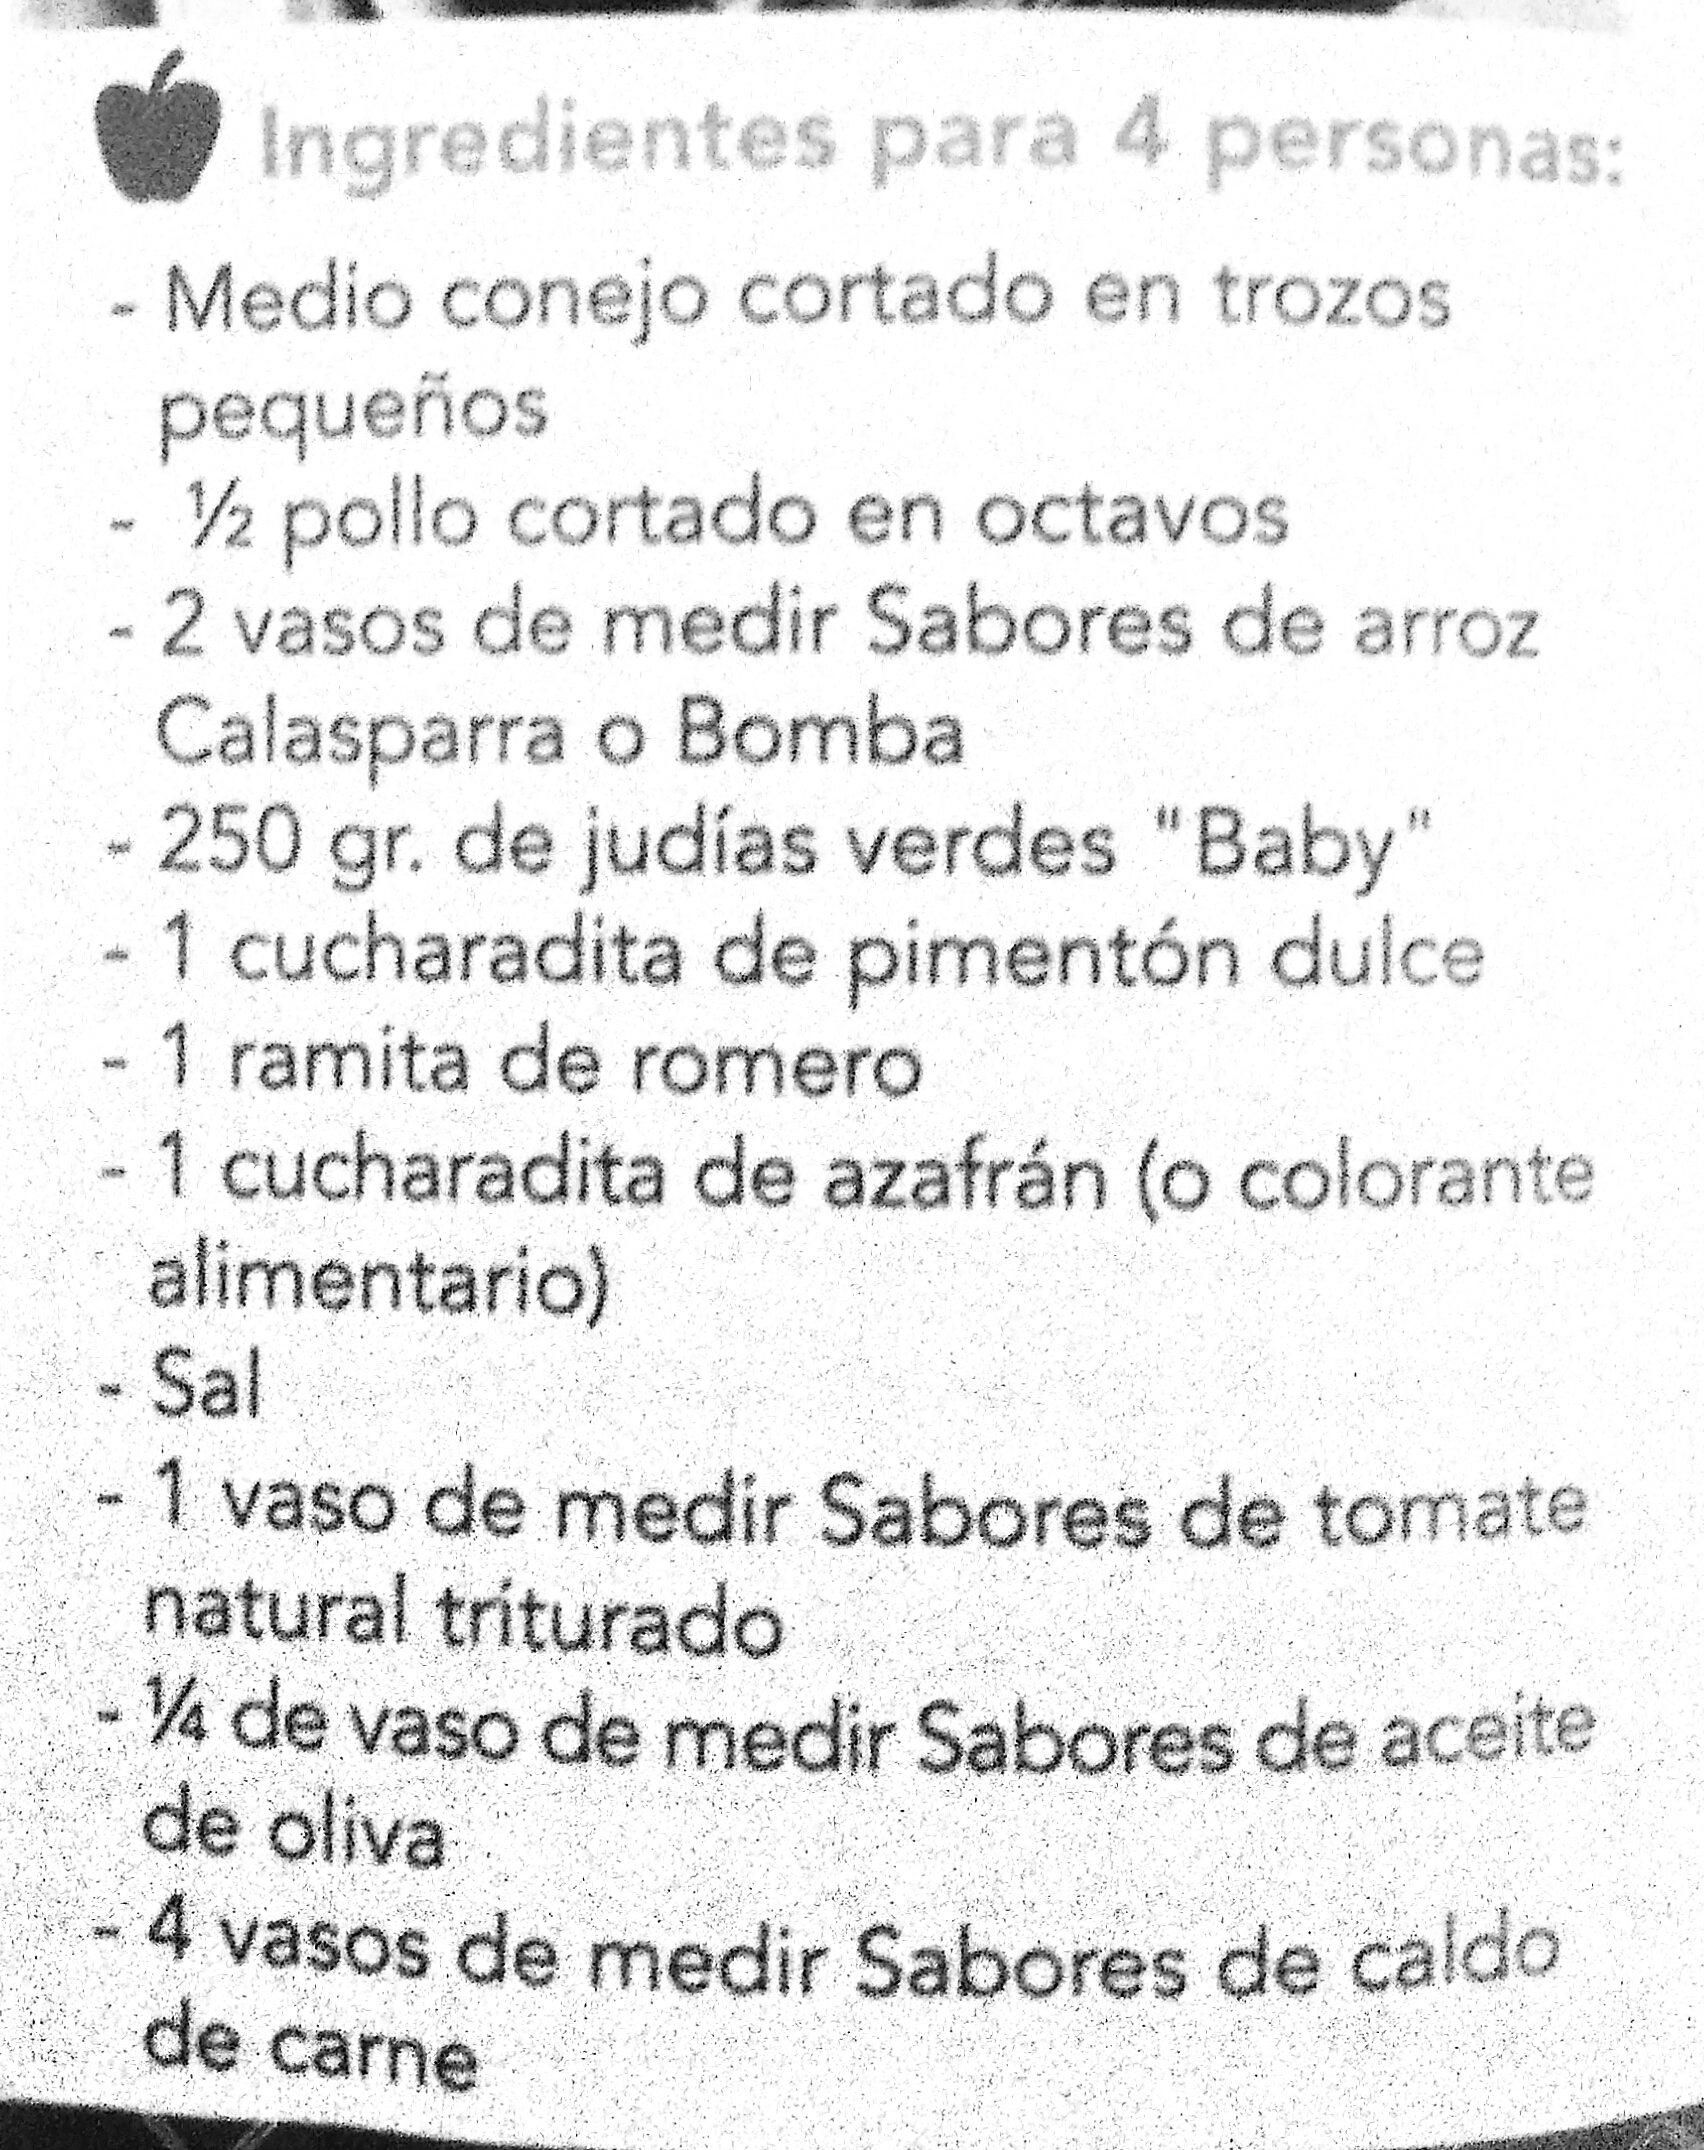 Ingredientes para 4 personas:
- Medio conejo cortado en trozos
pequeños
- ½ pollo cortado en octavos
- 2 vasos de medir Sabores de arroz
Calasparra o Bomba
- 250 gr. de judías verdes "Baby"
- 1 cucharadita de pimentón dulce
- 1 ramita de romero
- 1 cucharadita de azafrán (o colorante
alimentario)
- Sal
- 1 vaso de medir Sabores de tomate
natural triturado
- ¼ de vaso de medir Sabores de aceite
de oliva
- 4 vasos de medir Sabores de caldo
de carne